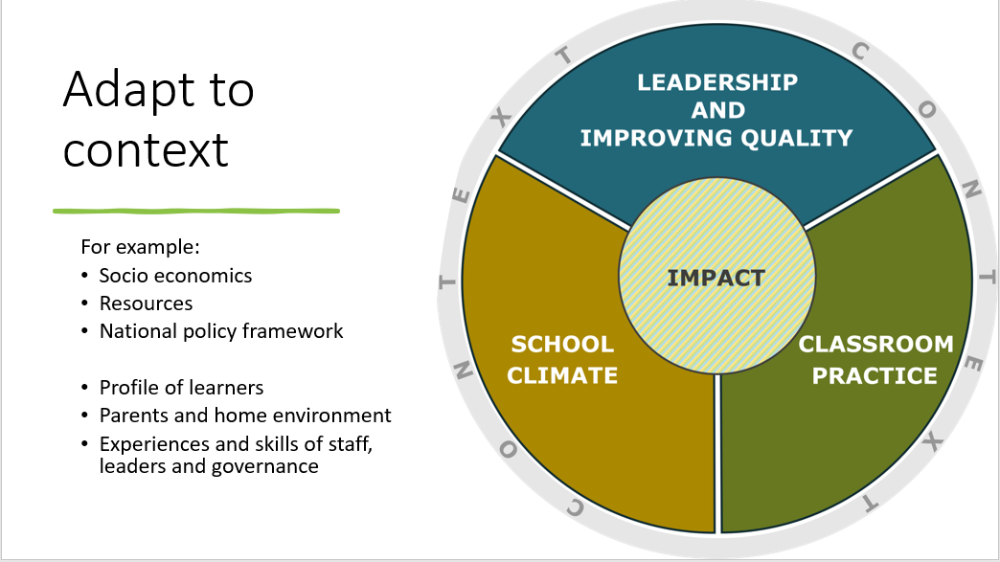 Adapt to
context
For example:
• Socio economics
• Resources
• National policy framework
• Profile of learners
• Parents and home environment
• Experiences and skills of staff,
leaders and governance
CONTEXT
CONTEXT
LEADERSHIP
AND
IMPROVING QUALITY
IMPACT
SCHOOL
CLIMATE
CLASSROOM
PRACTICE